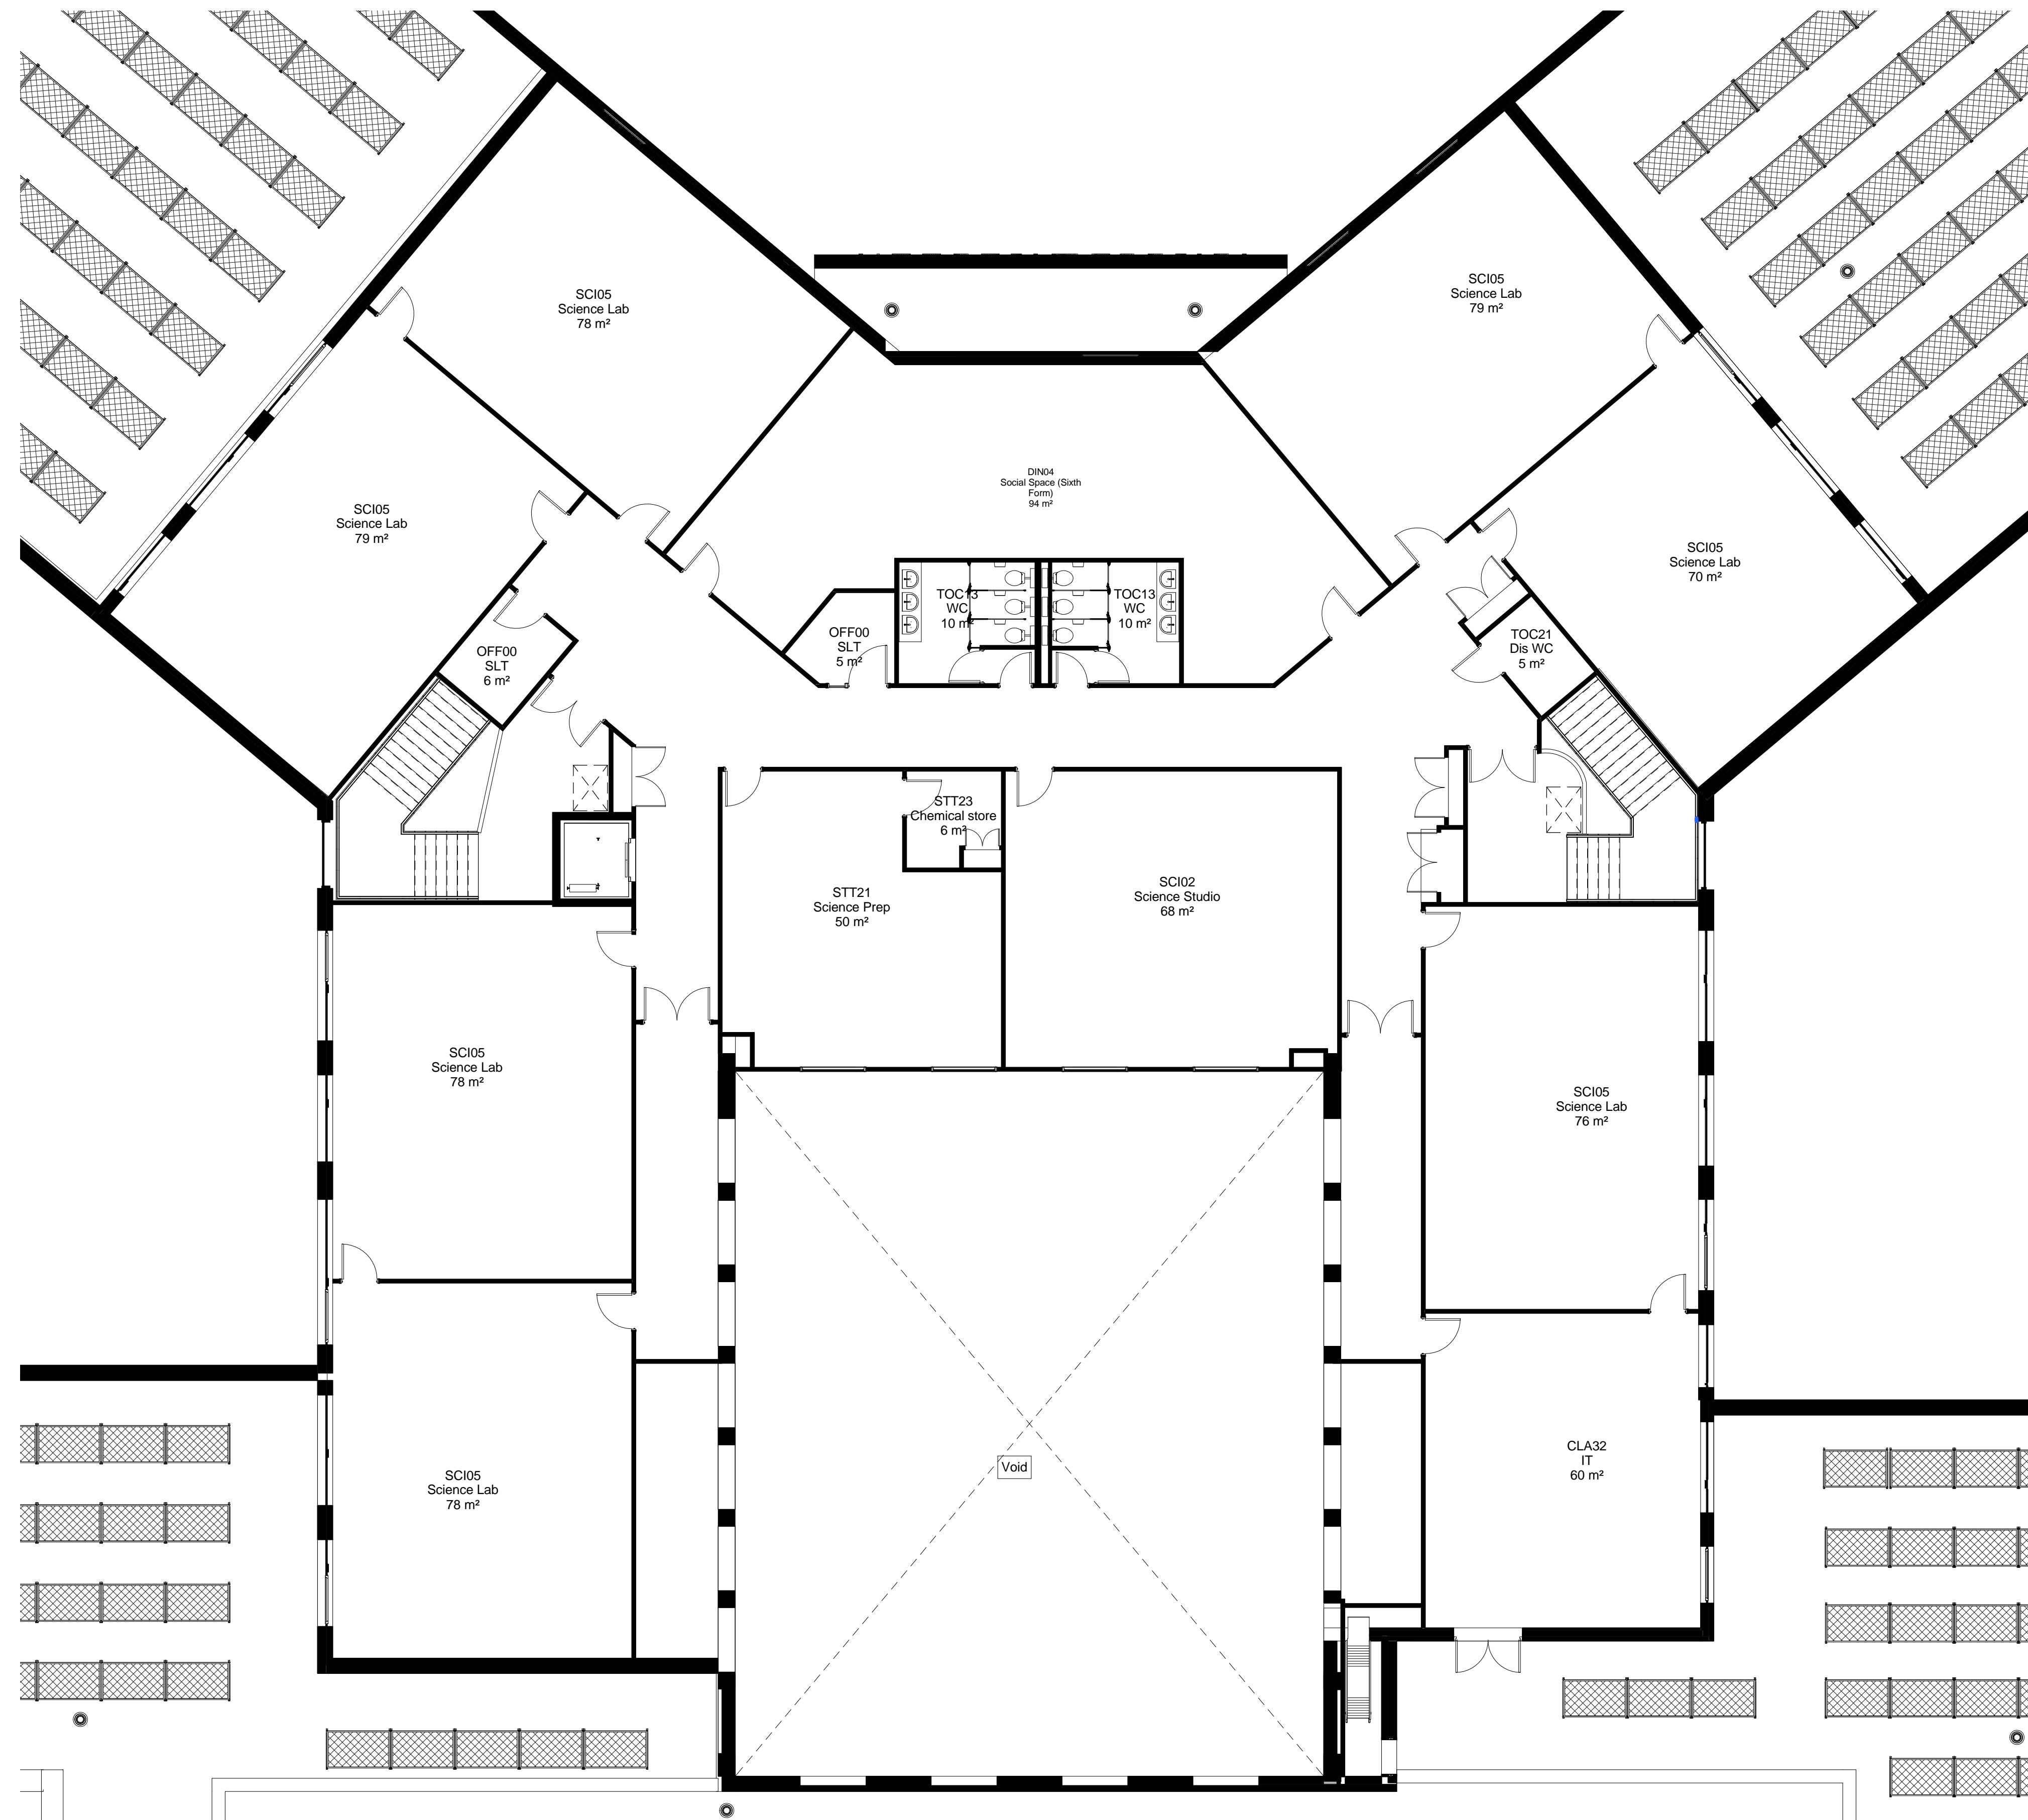 SCI05
Science Lab
79 m²
SCI05
Science Lab
78 m²
DIN04
Social Space (Sixth
Form)
94 m²
SCI05
Science Lab
79 m²
SCI05
Science Lab
70 m²
TOC13
WC
10 m²
TOC13
WC
10 m²
OFF00
SLT
5 m²
OFF00
SLT
6 m²
TOC21
Dis WC
5 m²
STT23
Chemical store
6 m²
STT21
Science Prep
50 m²
SCI02
Science Studio
68 m²
SCI05
Science Lab
78 m²
SCI05
Science Lab
76 m²
Void
SCI05
Science Lab
78 m²
CLA32
IT
60 m²